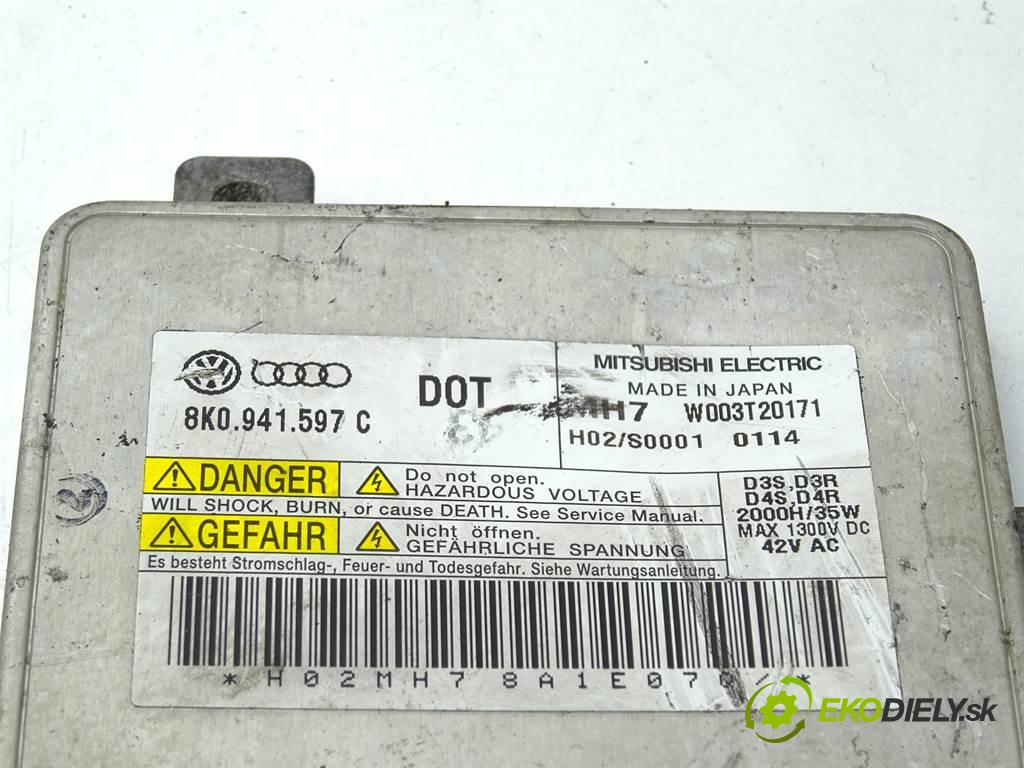 8K0.941.597 C
DOT
MITSUBISHI ELECTRIC
MADE IN JAPAN
MH7 W003T20171
H02/S0001 0114
DANGER
Do not open.
HAZARDOUS VOLTAGE
WILL SHOCK, BURN, or cause DEATH. See Service Manual.
GEFAHR
Nicht öffnen.
GEFÄHRLICHE SPANNUNG
Es besteht Stromschlag-, Feuer- und Todesgefahr. Siehe Wartungsanleitung.
D3S,D3R
D4S,D4R
2000H/35W
MAX 1300V DC
42V AC
EKODIELY.sk